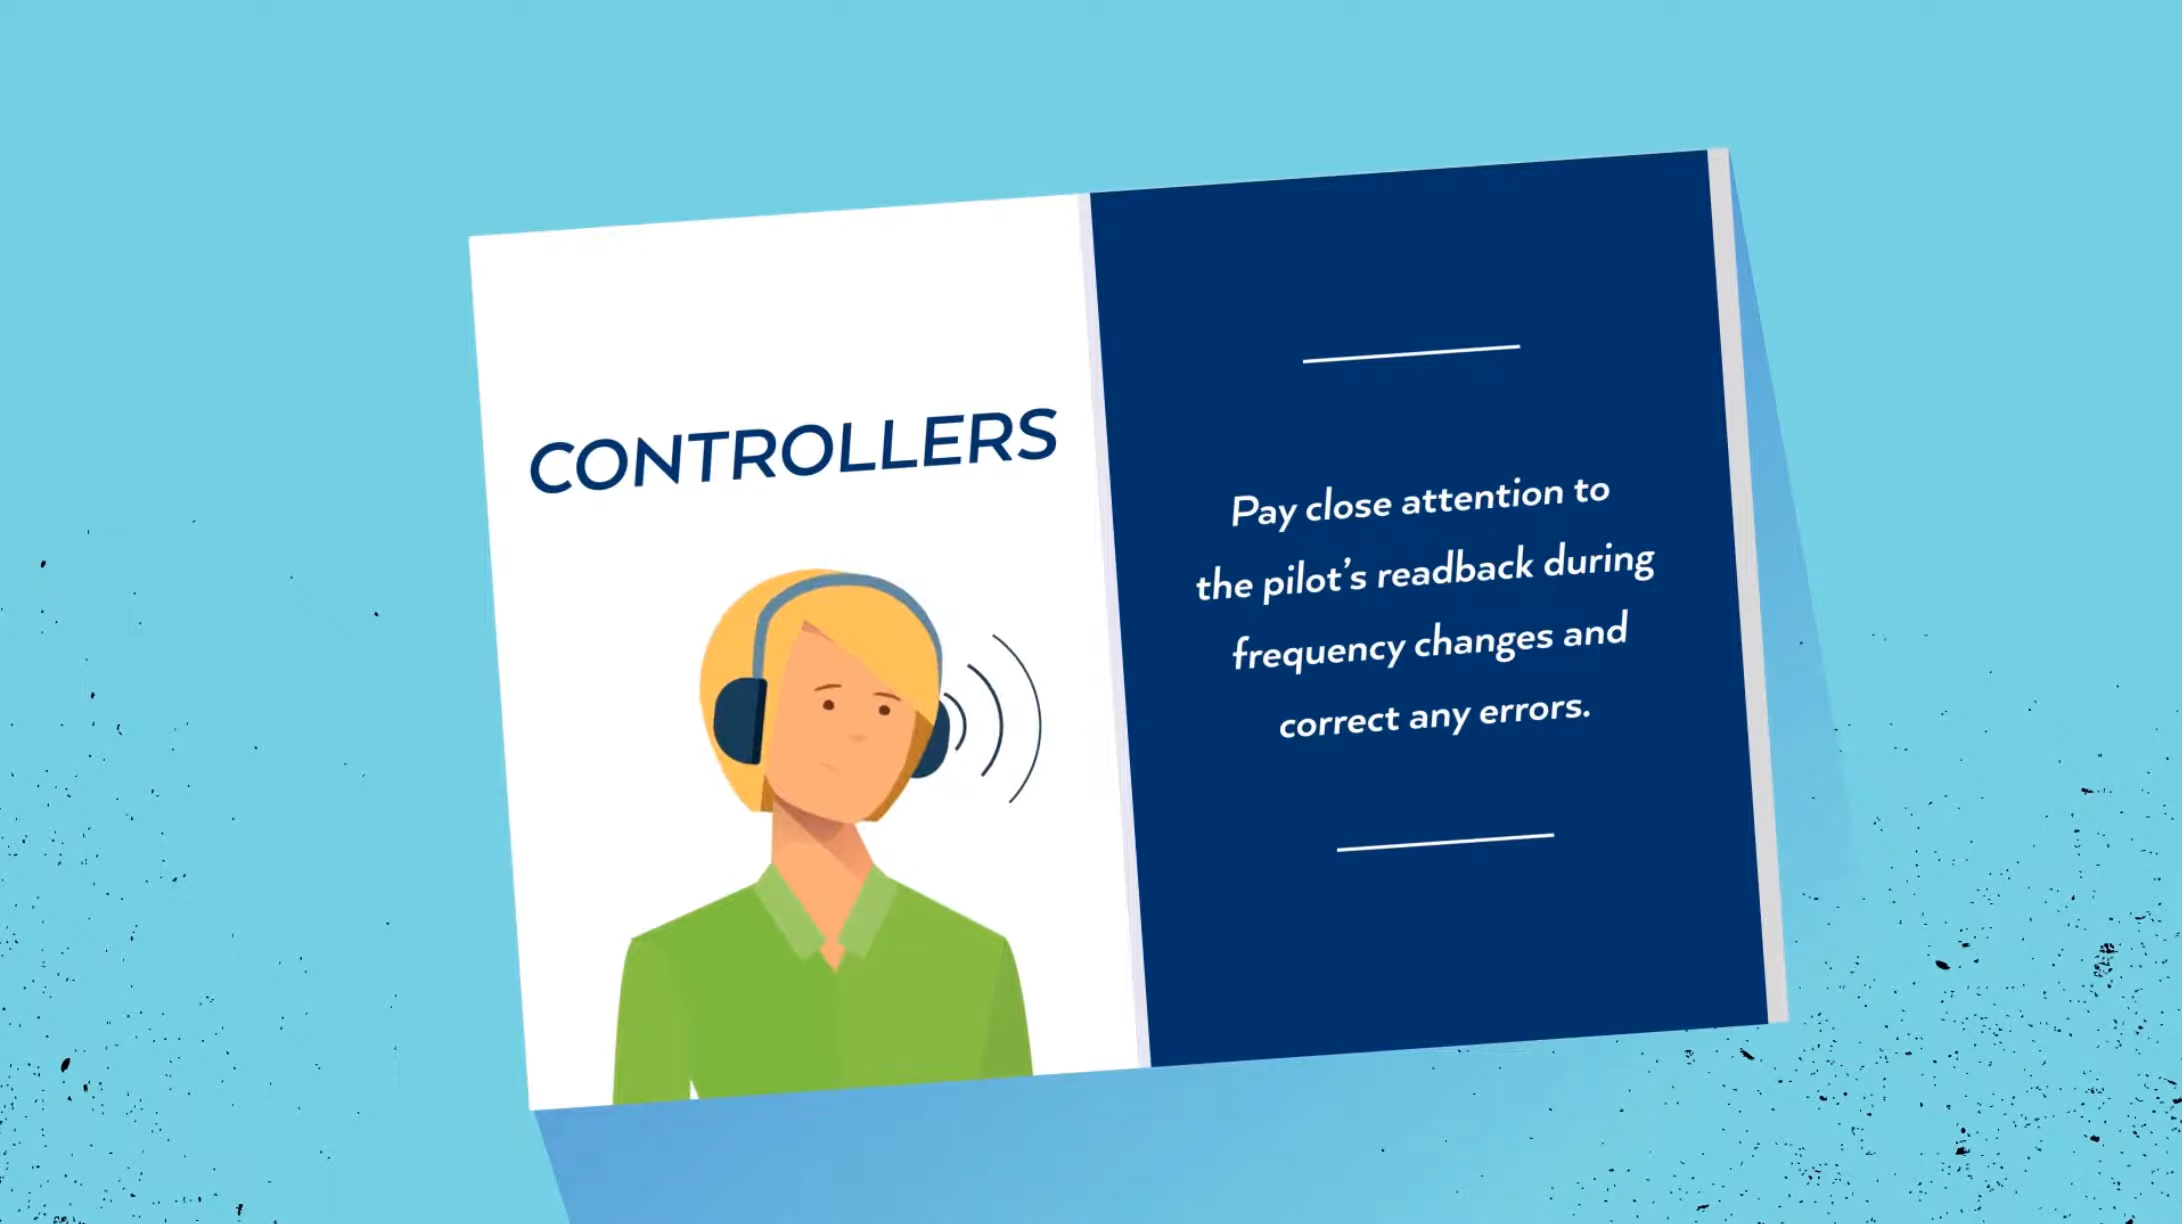 CONTROLLERS
Pay close attention to
the pilot’s readback during
frequency changes and
correct any errors.